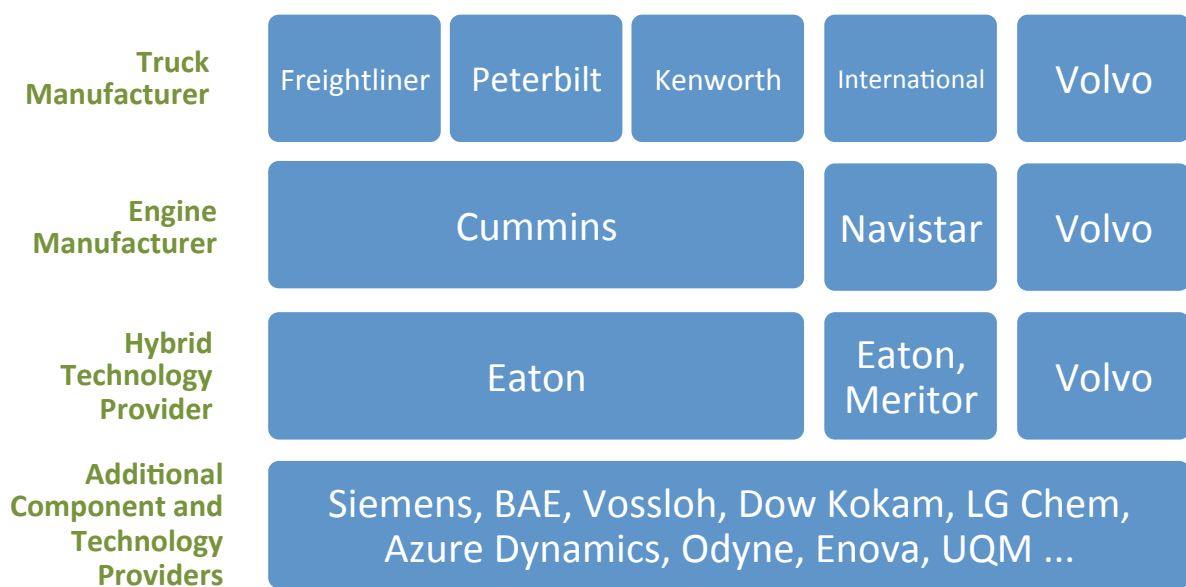 Truck
Manufacturer
Freightliner
Peterbilt
Kenworth
International
Volvo
Engine
Manufacturer
Cummins
Navistar
Volvo
Hybrid
Technology
Provider
Eaton
Eaton,
Meritor
Volvo
Additional
Component and
Technology
Providers
Siemens, BAE, Vossloh, Dow Kokam, LG Chem,
Azure Dynamics, Odyne, Enova, UQM ...